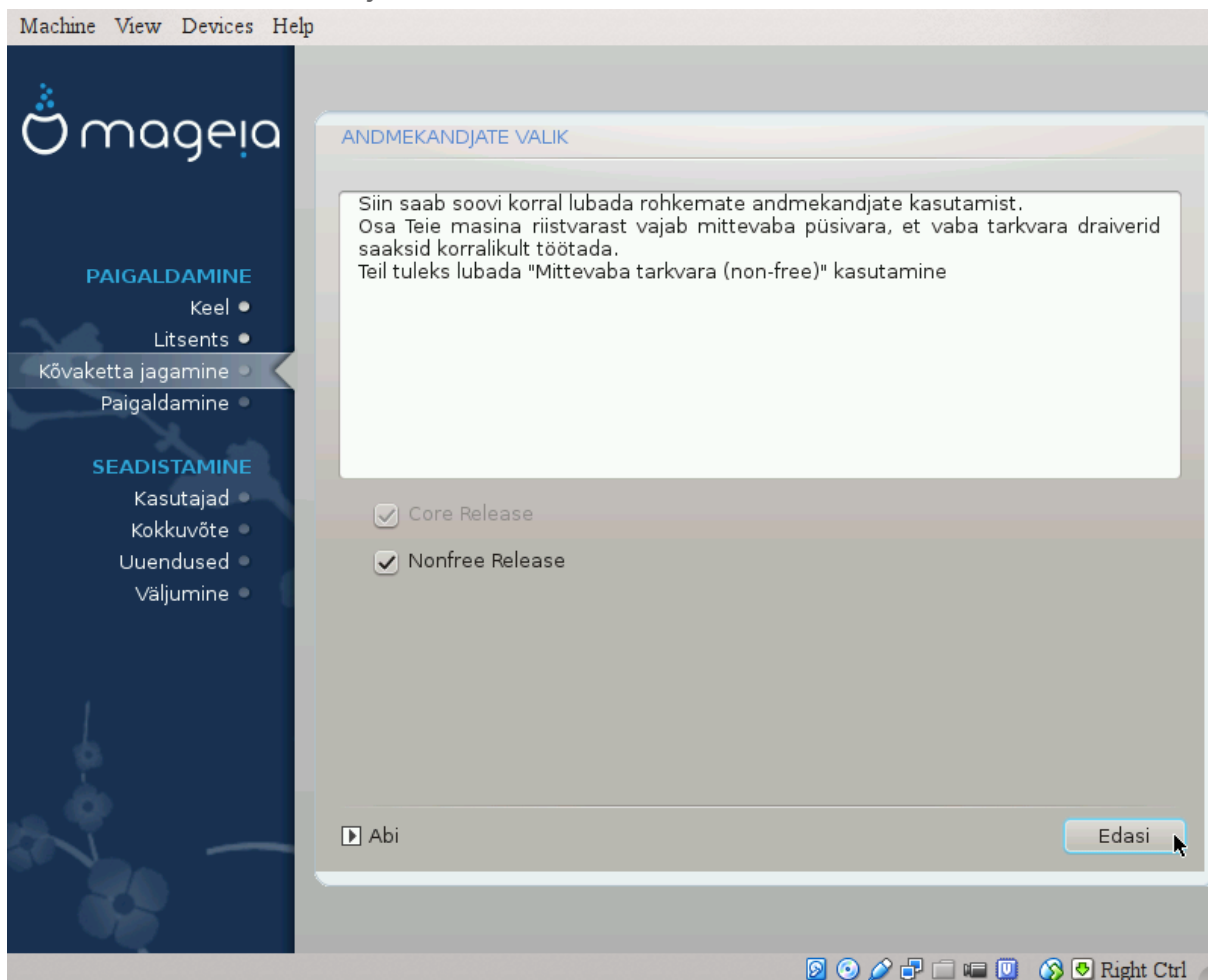 Machine View Devices Help
mageia
PAIGALDAMINE
Keel
Litsents
Kõvaketta jagamine
Paigaldamine
SEADISTAMINE
Kasutajad
Kokkuvõte
Uuendused
Väljumine
ANDMEKANDJATE VALIK
Siin saab soovi korral lubada rohkemate andmekandjate kasutamist.
Osa Teie masina riistvarast vajab mittevaba püsivara, et vaba tarkvara draiverid
saaksid korralikult töötada.
Teil tuleks lubada "Mittevaba tarkvara (non-free)" kasutamine
Core Release
Nonfree Release
Abi
Edasi
Right Ctrl